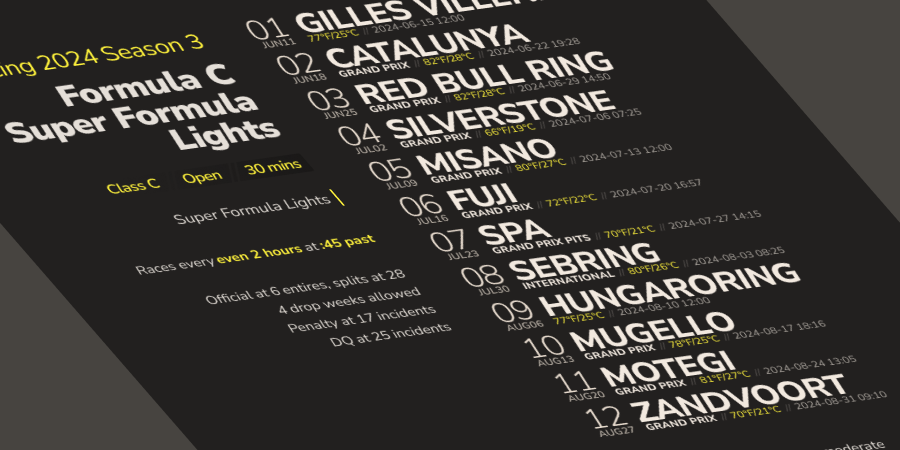 ing 2024 Season 3
Formula C
Super Formula
Lights
Class C Open 30 mins
Super Formula Lights
Races every even 2 hours at :45 past
Official at 6 entires, splits at 28
4 drop weeks allowed
Penalty at 17 incidents
DQ at 25 incidents
01 GILLES VILLEN
JUN11 77°F/25°C // 2024-06-15 12:00
02 CATALUNYA
JUN18 GRAND PRIX // 82°F/28°C // 2024-06-22 19:28
03 RED BULL RING
JUN25 GRAND PRIX // 82°F/28°C // 2024-06-29 14:50
04 SILVERSTONE
JUL02 GRAND PRIX // 66°F/19°C // 2024-07-06 07:25
05 MISANO
JUL09 GRAND PRIX // 80°F/27°C // 2024-07-13 12:00
06 FUJI
JUL16 GRAND PRIX // 72°F/22°C // 2024-07-20 16:57
07 SPA
JUL23 GRAND PRIX PITS // 70°F/21°C // 2024-07-27 14:15
08 SEBRING
JUL30 INTERNATIONAL // 80°F/26°C // 2024-08-03 08:25
09 HUNGARORING
AUG06 77°F/25°C // 2024-08-10 12:00
10 MUGELLO
AUG13 GRAND PRIX // 78°F/25°C // 2024-08-17 18:16
11 MOTEGI
AUG20 GRAND PRIX // 81°F/27°C // 2024-08-24 13:05
12 ZANDVOORT
AUG27 GRAND PRIX // 70°F/21°C // 2024-08-31 09:10
oderate